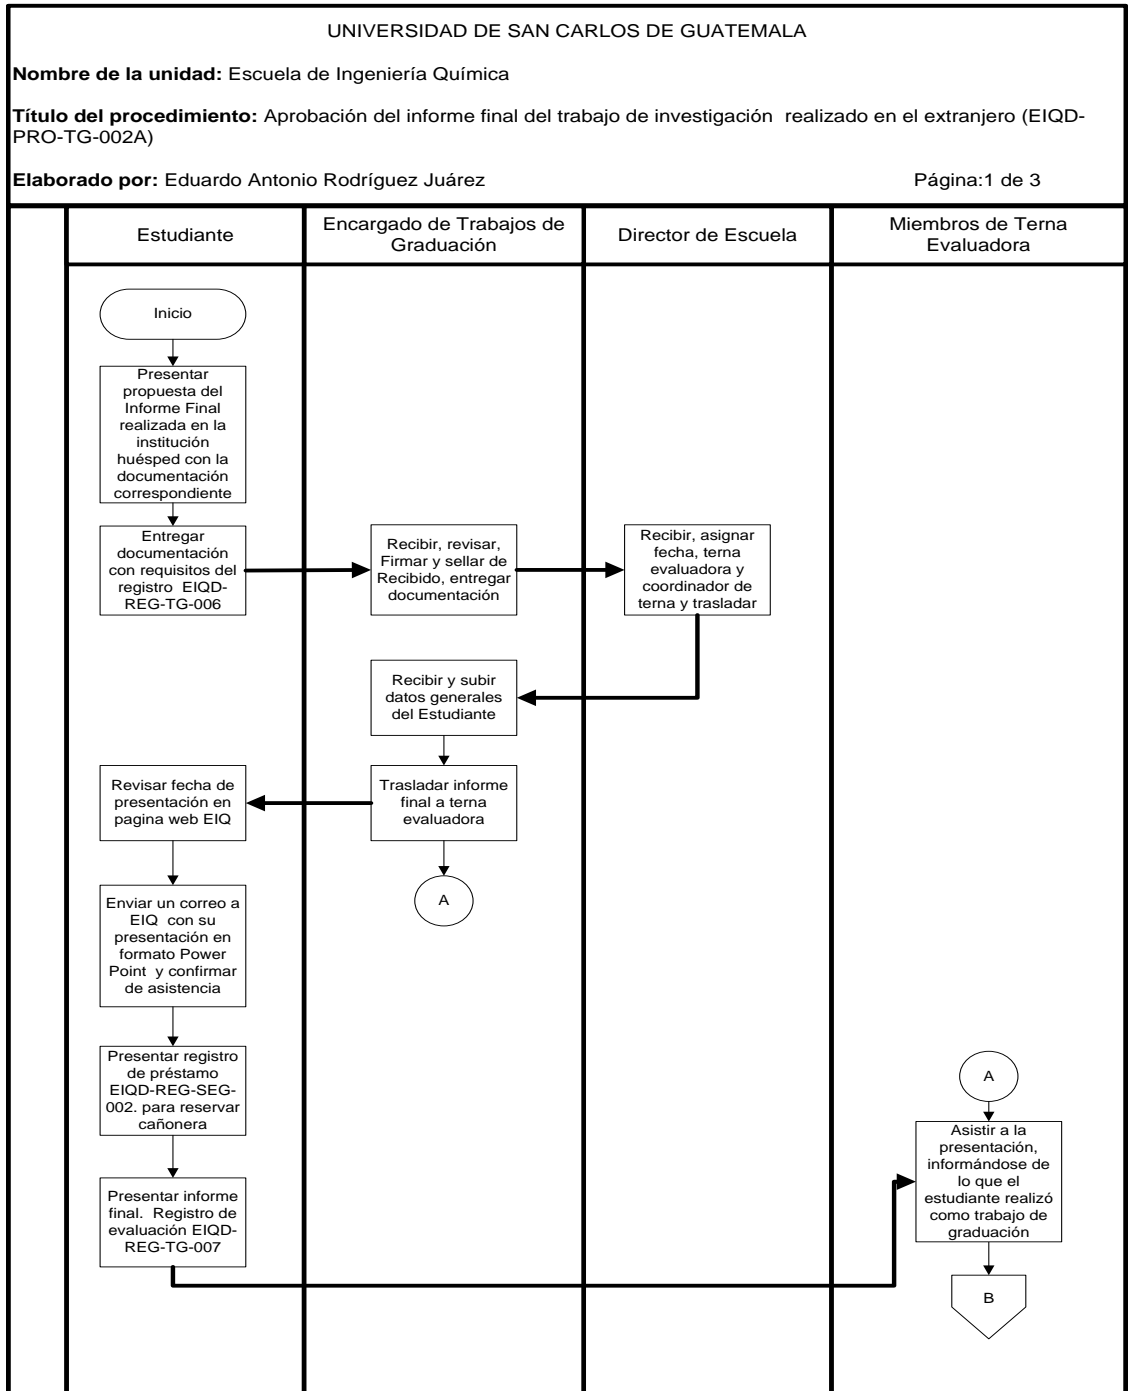 UNIVERSIDAD DE SAN CARLOS DE GUATEMALA
Nombre de la unidad: Escuela de Ingeniería Química
Título del procedimiento: Aprobación del informe final del trabajo de investigación realizado en el extranjero (EIQD-
PRO-TG-002A)
Elaborado por: Eduardo Antonio Rodríguez Juárez
Página:1 de 3
Estudiante
Encargado de Trabajos de
Graduación
Director de Escuela
Miembros de Terna
Evaluadora
Inicio
Presentar
propuesta del
Informe Final
realizada en la
institución
huésped con la
documentación
correspondiente
Entregar
documentación
con requisitos del
registro EIQD-
REG-TG-006
Recibir, revisar,
Firmar y sellar de
Recibido, entregar
documentación
Recibir, asignar
fecha, terna
evaluadora y
coordinador de
terna y trasladar
Recibir y subir
datos generales
del Estudiante
Revisar fecha de
presentación en
pagina web EIQ
Trasladar informe
final a terna
evaluadora
A
Enviar un correo a
EIQ con su
presentación en
formato Power
Point y confirmar
de asistencia
Presentar registro
de préstamo
EIQD-REG-SEG-
002. para reservar
cañonera
A
Asistir a la
presentación,
informándose de
lo que el
estudiante realizó
como trabajo de
graduación
Presentar informe
final. Registro de
evaluación EIQD-
REG-TG-007
B